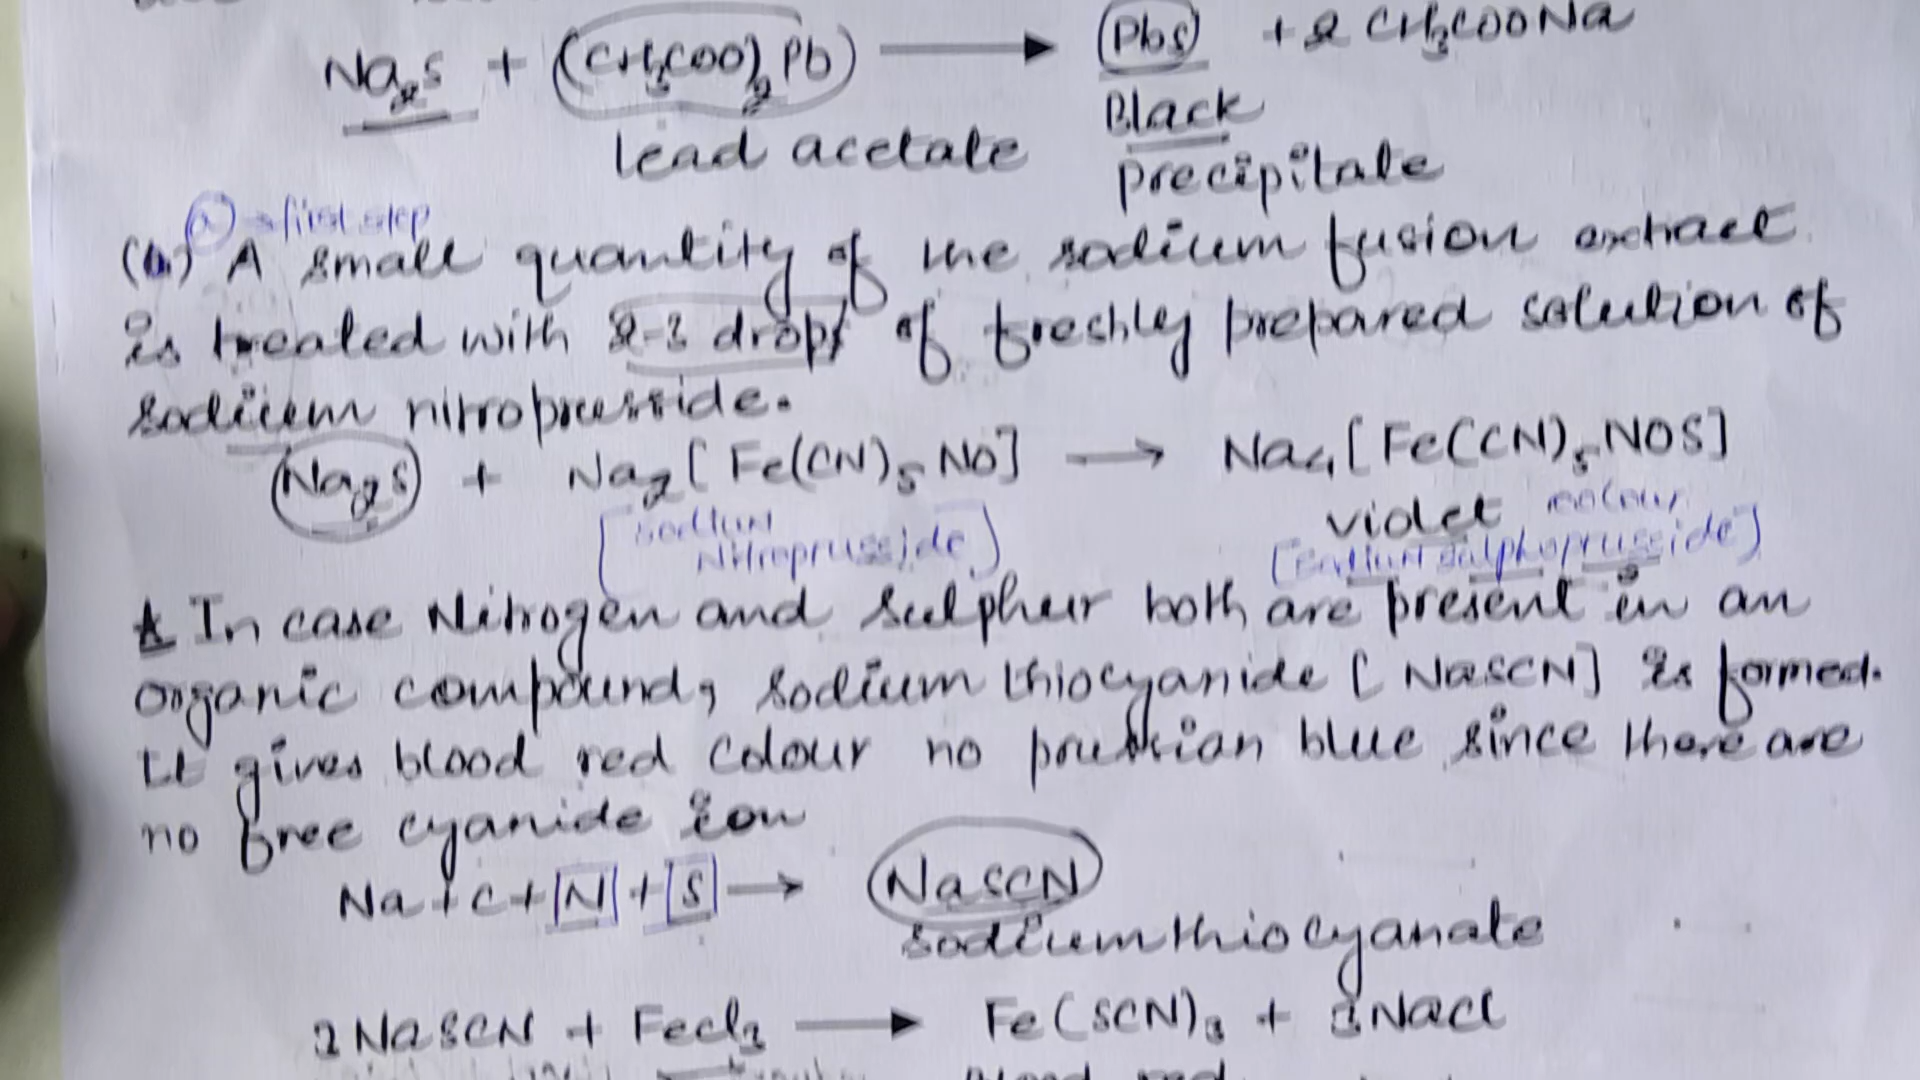 Na2S + (CH3COO)2Pb → PbS + 2 CH3COONa
lead acetate Black
precipitate
(a) → first step
(b) A small quantity of the sodium fusion extract
is treated with 2-3 drops of freshly prepared solution of
sodium nitroprusside.
Na2S + Na2[Fe(CN)5NO] → Na4[Fe(CN)5NOS]
violet colour
[sodium Nitroprusside] [sodium sulphoprusside]
* In case Nitrogen and sulphur both are present in an
organic compound, sodium thiocyanide [NaSCN] is formed.
It gives blood red colour no prussian blue since there are
no free cyanide ion
Na + C + N + S → NaSCN
sodium thiocyanate
3NaSCN + FeCl3 → Fe(SCN)3 + 3NaCl
Blood red